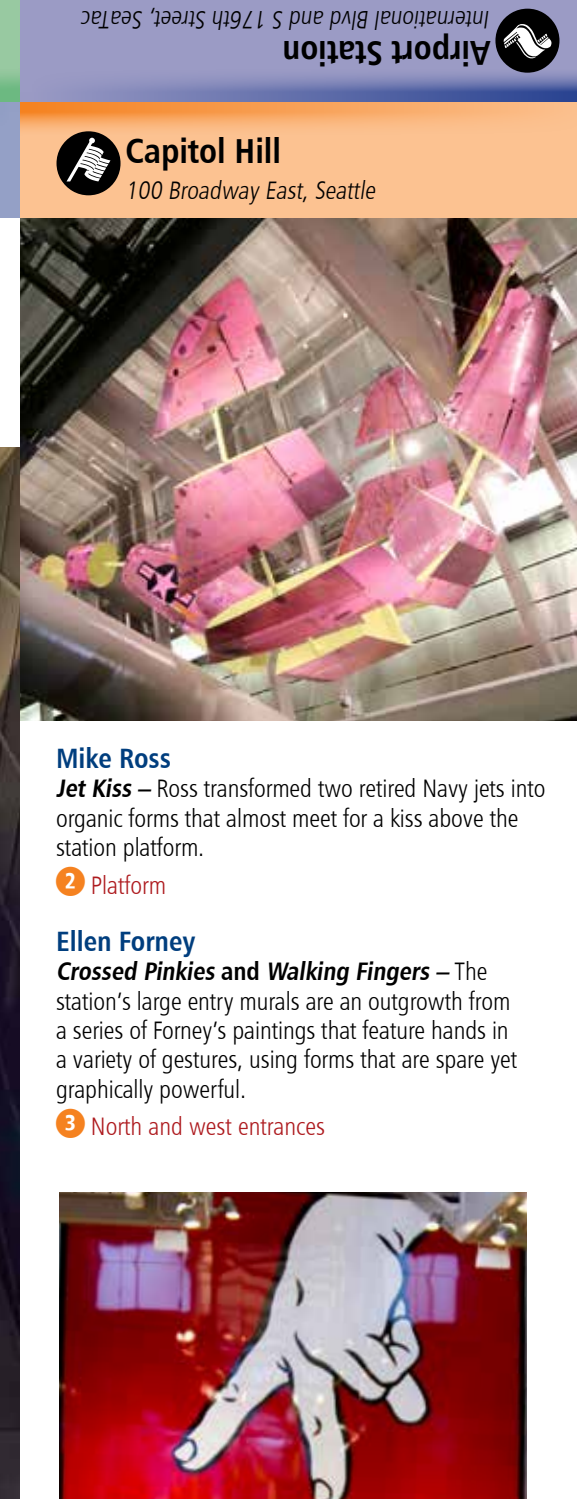 International Blvd and S 176th Street, SeaTac
Airport Station
Capitol Hill
100 Broadway East, Seattle
Mike Ross
Jet Kiss – Ross transformed two retired Navy jets into
organic forms that almost meet for a kiss above the
station platform.
2 Platform
Ellen Forney
Crossed Pinkies and Walking Fingers – The
station's large entry murals are an outgrowth from
a series of Forney's paintings that feature hands in
a variety of gestures, using forms that are spare yet
graphically powerful.
3 North and west entrances